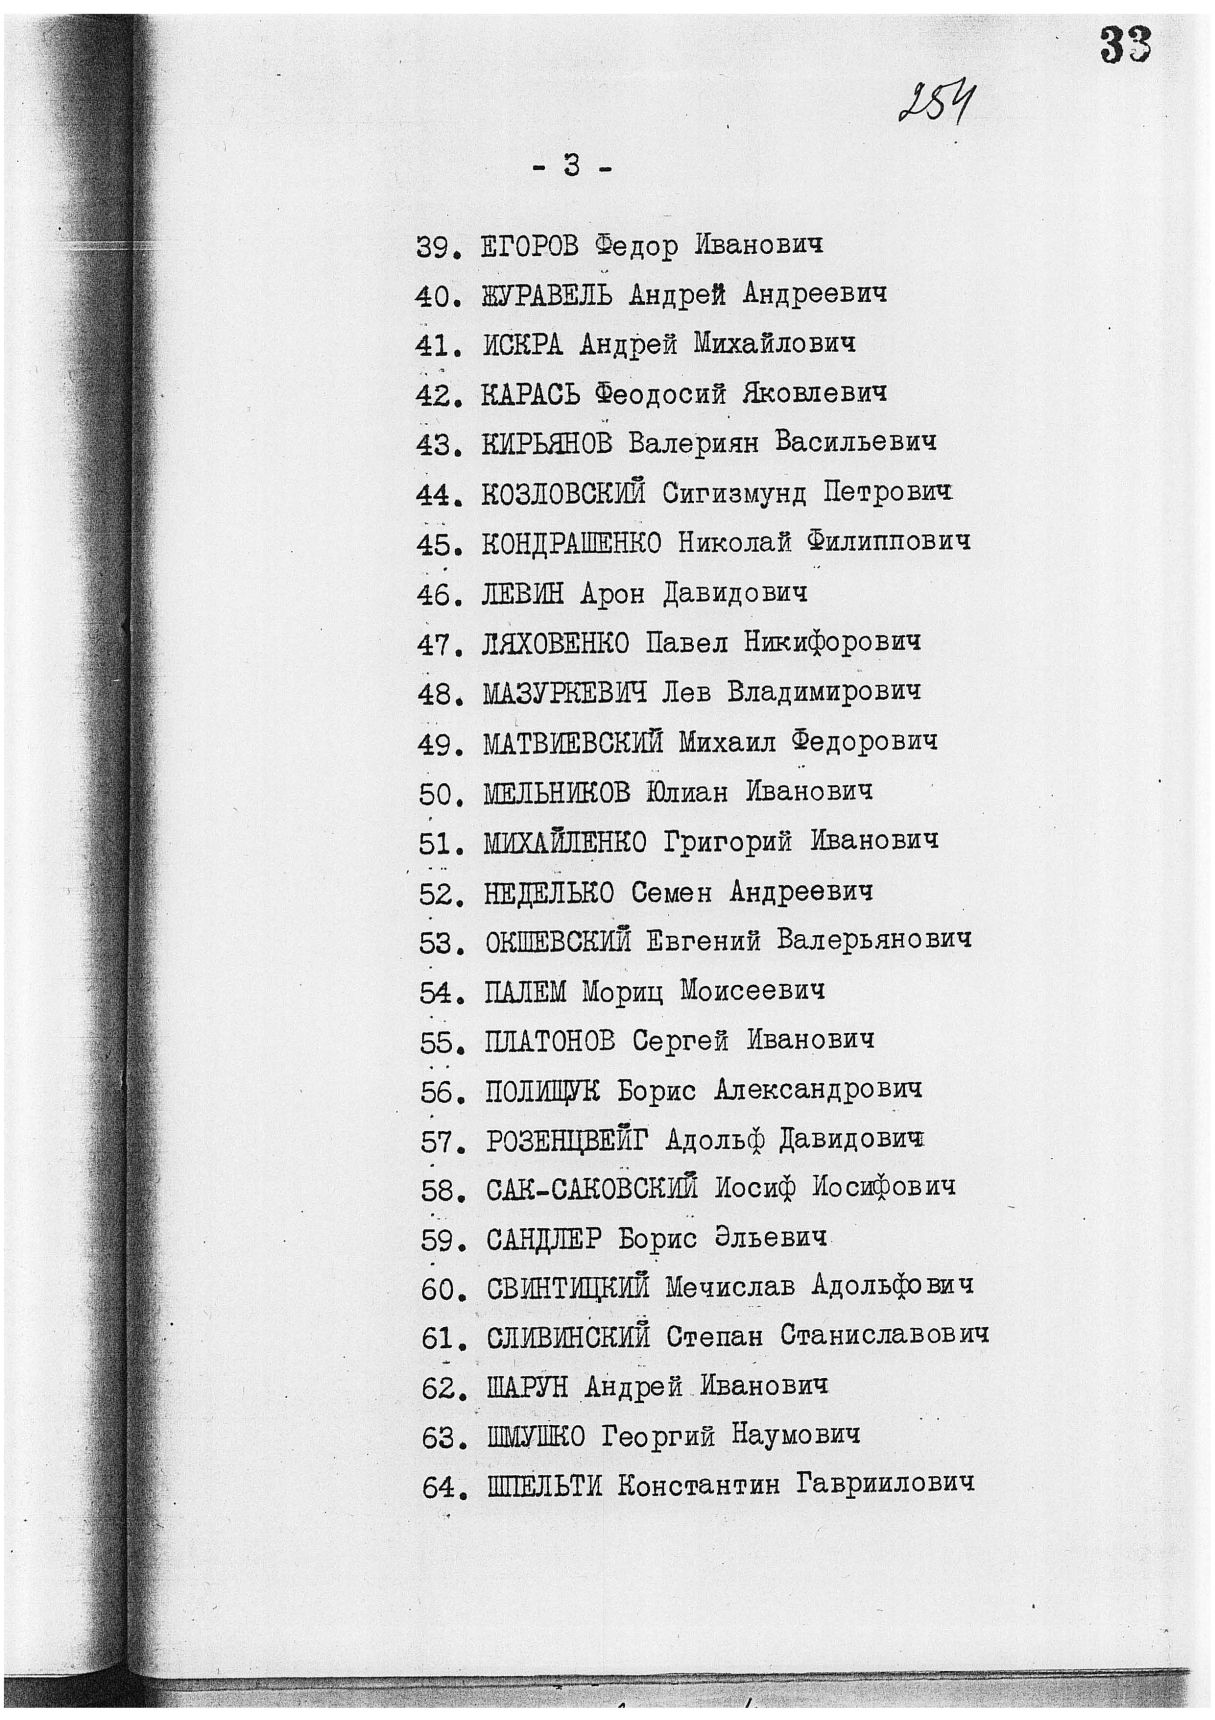 33
254
- 3 -
39. ЕГОРОВ Федор Иванович
40. ЖУРАВЕЛЬ Андрей Андреевич
41. ИСКРА Андрей Михайлович
42. КАРАСЬ Феодосий Яковлевич
43. КИРЬЯНОВ Валериян Васильевич
44. КОЗЛОВСКИЙ Сигизмунд Петрович
45. КОНДРАШЕНКО Николай Филиппович
46. ЛЕВИН Арон Давидович
47. ЛЯХОВЕНКО Павел Никифорович
48. МАЗУРКЕВИЧ Лев Владимирович
49. МАТВИЕВСКИЙ Михаил Федорович
50. МЕЛЬНИКОВ Юлиан Иванович
51. МИХАЙЛЕНКО Григорий Иванович
52. НЕДЕЛЬКО Семен Андреевич
53. ОКШЕВСКИЙ Евгений Валерьянович
54. ПАЛЕМ Мориц Моисеевич
55. ПЛАТОНОВ Сергей Иванович
56. ПОЛИЩУК Борис Александрович
57. РОЗЕНЦВЕЙГ Адольф Давидович
58. САК-САКОВСКИЙ Иосиф Иосифович
59. САНДЛЕР Борис Эльевич
60. СВИНТИЦКИЙ Мечислав Адольфович
61. СЛИВИНСКИЙ Степан Станиславович
62. ШАРУН Андрей Иванович
63. ШМУШКО Георгий Наумович
64. ШПЕЛЬТИ Константин Гавриилович